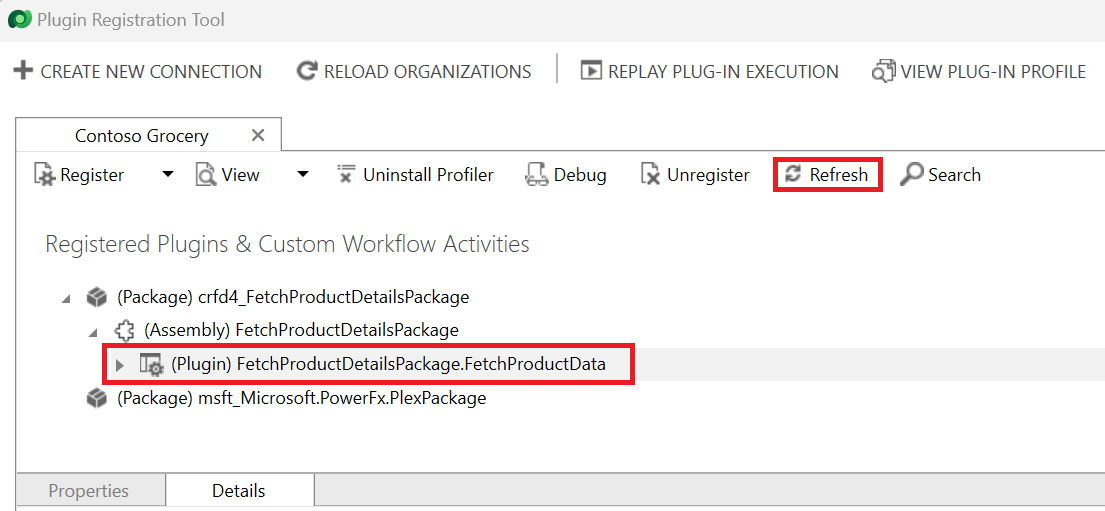 Plugin Registration Tool
CREATE NEW CONNECTION RELOAD ORGANIZATIONS REPLAY PLUG-IN EXECUTION VIEW PLUG-IN PROFILE
Contoso Grocery
Register View Uninstall Profiler Debug Unregister Refresh Search
Registered Plugins & Custom Workflow Activities
(Package) crfd4_FetchProductDetailsPackage
(Assembly) FetchProductDetailsPackage
(Plugin) FetchProductDetailsPackage.FetchProductData
(Package) msft_Microsoft.PowerFx.PlexPackage
Properties Details